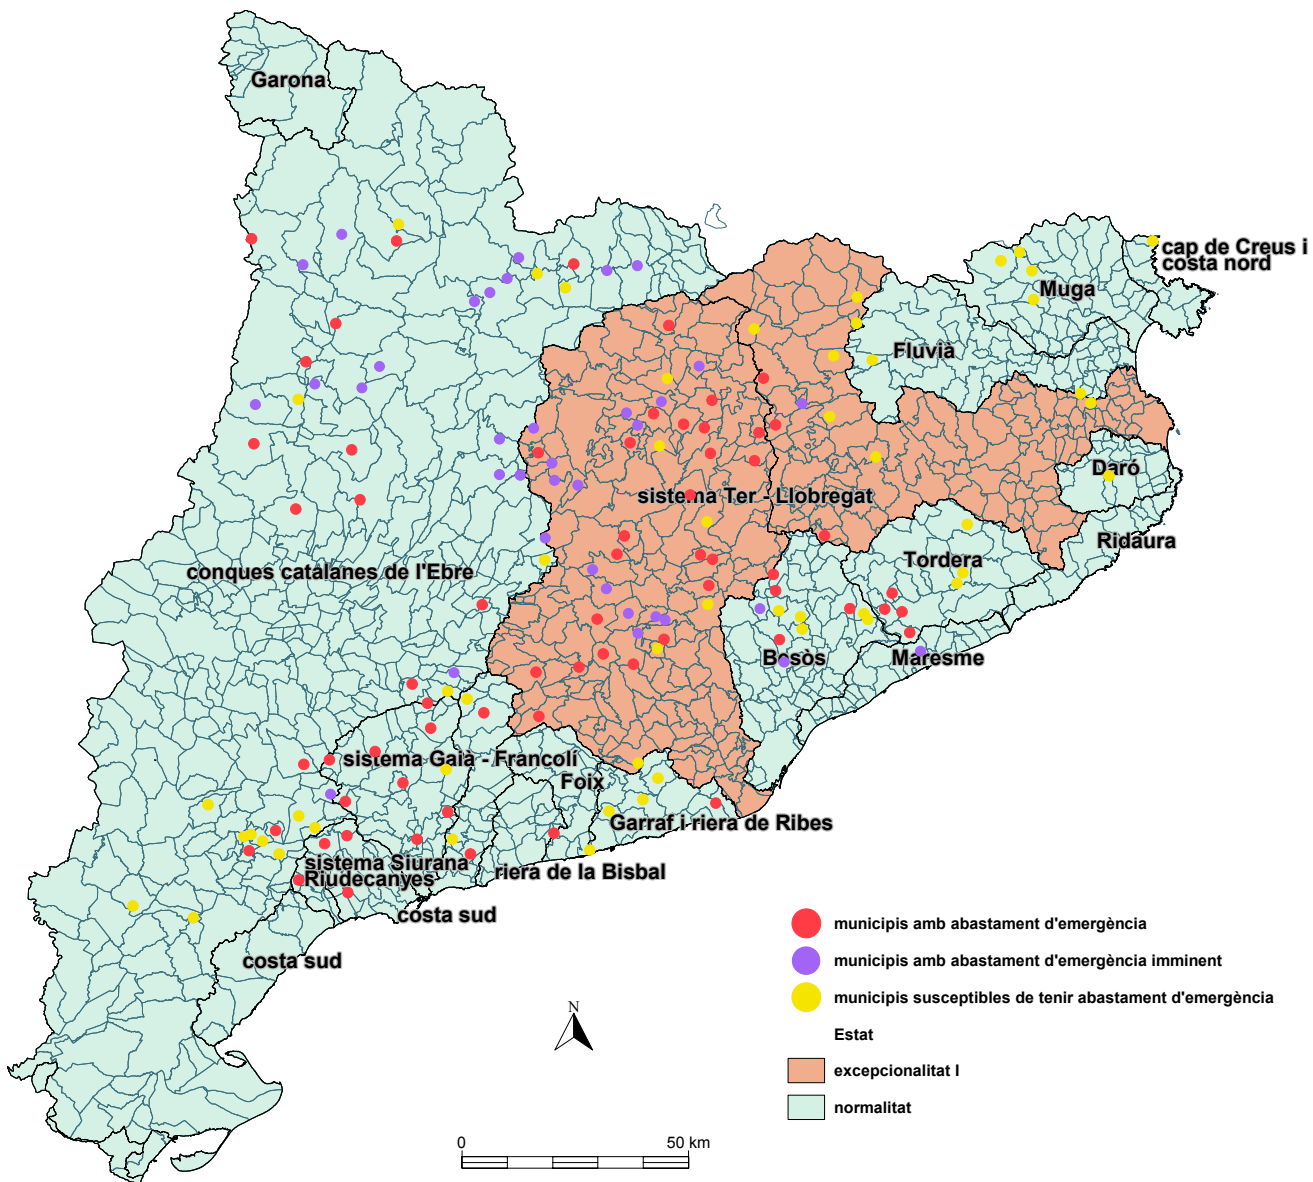 Garona
cap de Creus i
costa nord
Muga
Fluvià
Daró
sistema Ter - Llobregat
Ridaura
Tordera
conques catalanes de l'Ebre
Besòs
Maresme
sistema Gaià - Francolí
Foix
Garraf i riera de Ribes
sistema Siurana
Riudecanyes
riera de la Bisbal
costa sud
costa sud
municipis amb abastament d'emergència
municipis amb abastament d'emergència imminent
municipis susceptibles de tenir abastament d'emergència
Estat
excepcionalitat I
normalitat
N
0 50 km